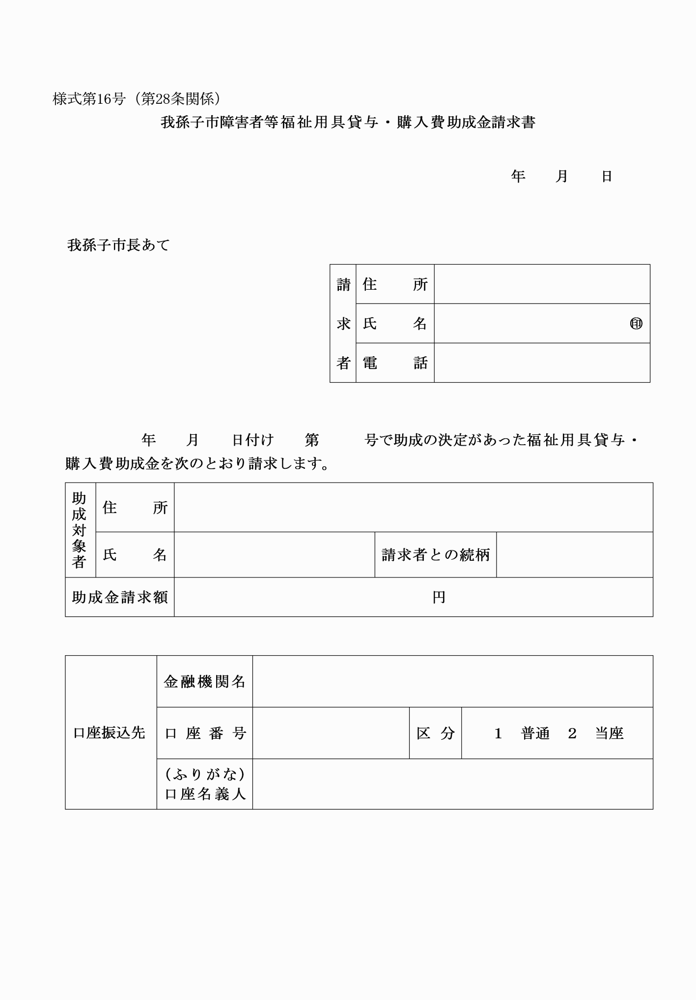 様式第16号（第28条関係）
我孫子市障害者等福祉用具貸与・購入費助成金請求書
年　　月　　日
我孫子市長あて
請求者
住　　所
氏　　名　㊞
電　　話
年　　月　　日付け　　第　　　号で助成の決定があった福祉用具貸与・
購入費助成金を次のとおり請求します。
助成対象者
住　　所
氏　　名　請求者との続柄
助成金請求額　円
口座振込先
金融機関名
口座番号　区分　１　普通　２　当座
（ふりがな）
口座名義人